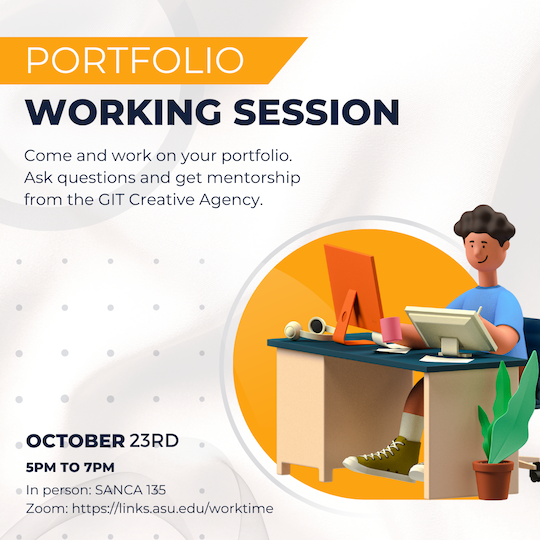 PORTFOLIO
WORKING SESSION
Come and work on your portfolio.
Ask questions and get mentorship
from the GIT Creative Agency.
OCTOBER 23RD
5PM TO 7PM
In person: SANCA 135
Zoom: https://links.asu.edu/worktime